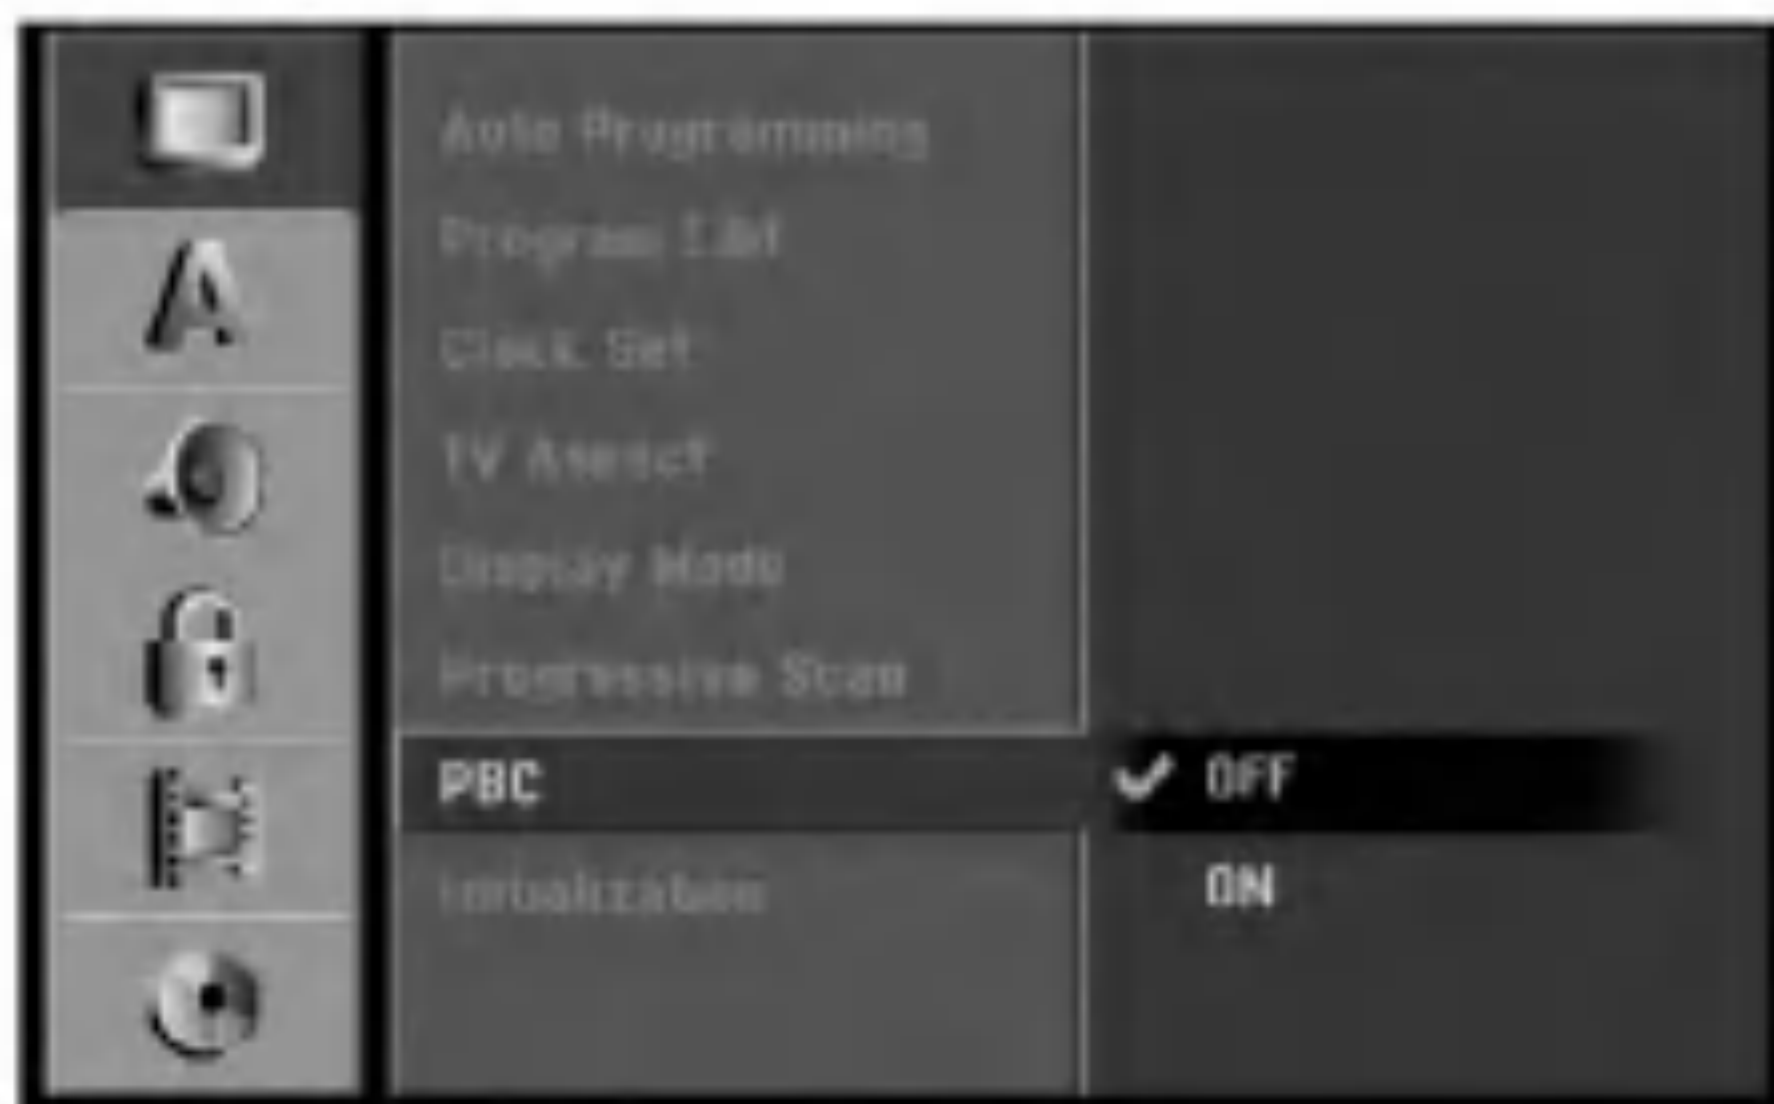 Auto Programming
Program Edit
Clock Set
TV Aspect
Display Mode
Progressive Scan
PBC
OFF
Initialization
ON